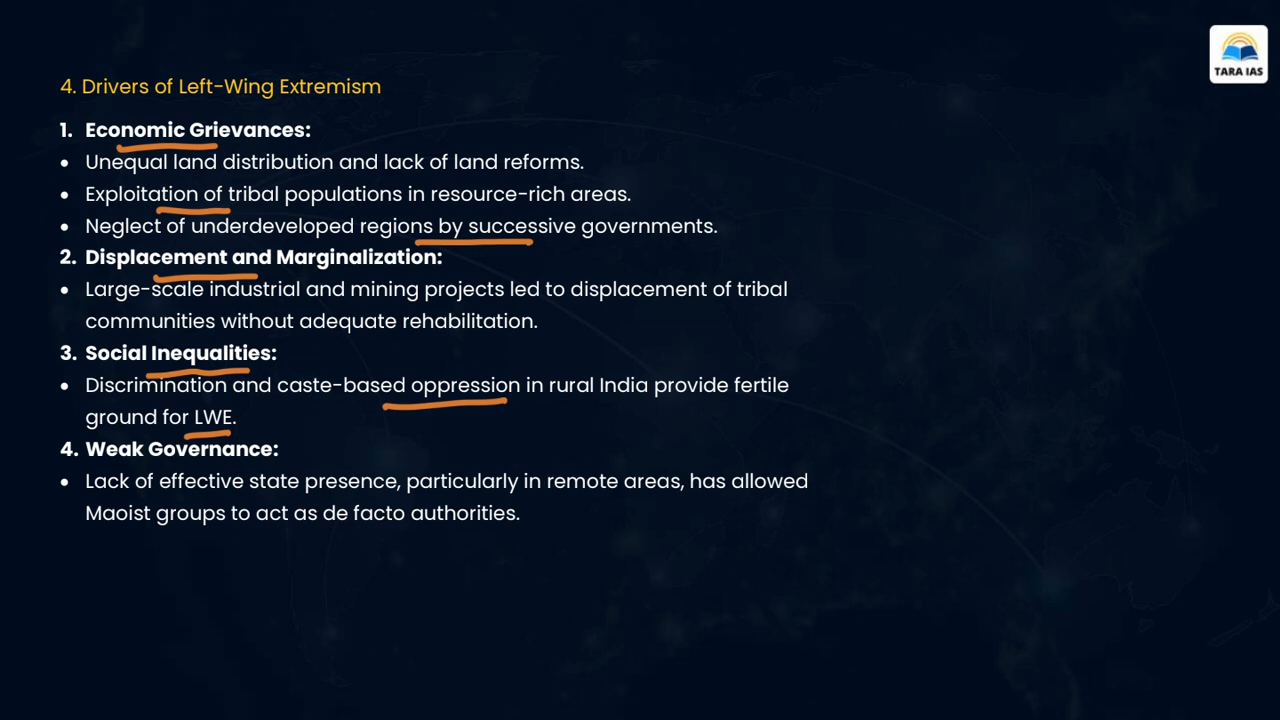 TARA IAS
4. Drivers of Left-Wing Extremism
1. Economic Grievances:
• Unequal land distribution and lack of land reforms.
• Exploitation of tribal populations in resource-rich areas.
• Neglect of underdeveloped regions by successive governments.
2. Displacement and Marginalization:
• Large-scale industrial and mining projects led to displacement of tribal
communities without adequate rehabilitation.
3. Social Inequalities:
• Discrimination and caste-based oppression in rural India provide fertile
ground for LWE.
4. Weak Governance:
• Lack of effective state presence, particularly in remote areas, has allowed
Maoist groups to act as de facto authorities.